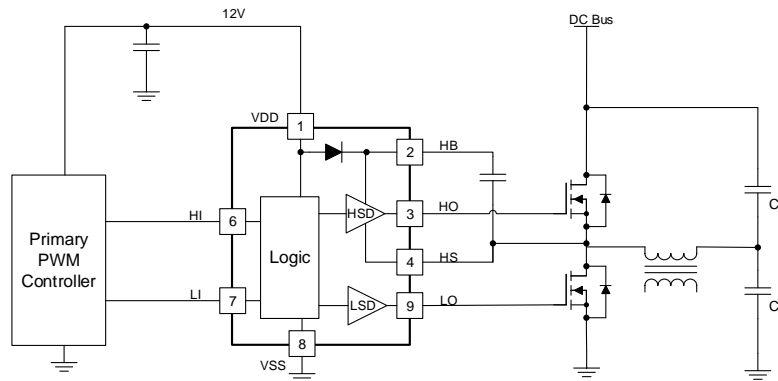 12V
DC Bus
VDD
1
2
HB
HI
6
HSD
3
HO
Primary
PWM
Controller
Logic
4
HS
LI
7
LSD
9
LO
8
VSS
C
C